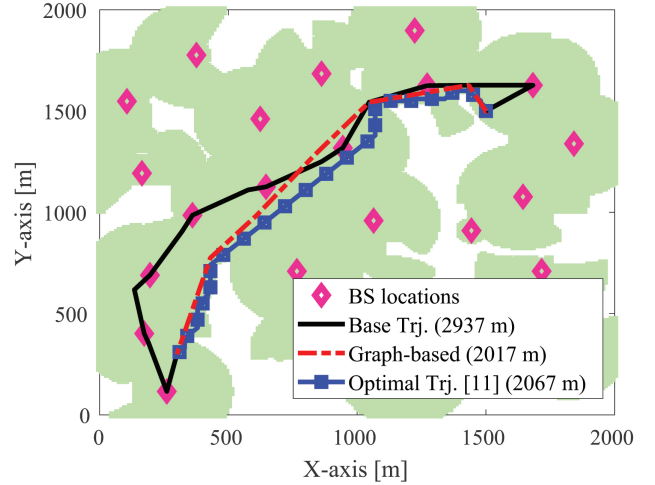 2000
1500
1000
500
0
Y-axis [m]
BS locations
Base Trj. (2937 m)
Graph-based (2017 m)
Optimal Trj. [11] (2067 m)
0
500
1000
1500
2000
X-axis [m]